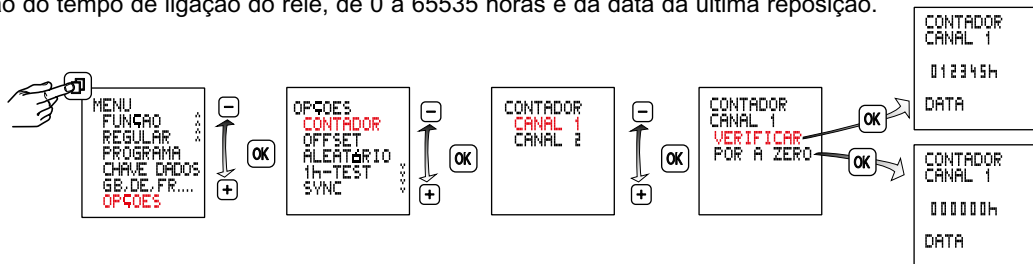 ão do tempo de ligação do relé, de 0 a 65535 horas e da data da última reposição.
MENU
FUNÇAO
REGULAR
PROGRAMA
CHAVE DADOS
GB,DE,FR....
OPÇOES
−
OK
+
OPÇOES
CONTADOR
OFFSET
ALEATÓRIO
1h-TEST
SYNC
−
OK
+
CONTADOR
CANAL 1
CANAL 2
−
OK
+
CONTADOR
CANAL 1
VERIFICAR
POR A ZERO
OK
OK
CONTADOR
CANAL 1
012345h
DATA
CONTADOR
CANAL 1
000000h
DATA